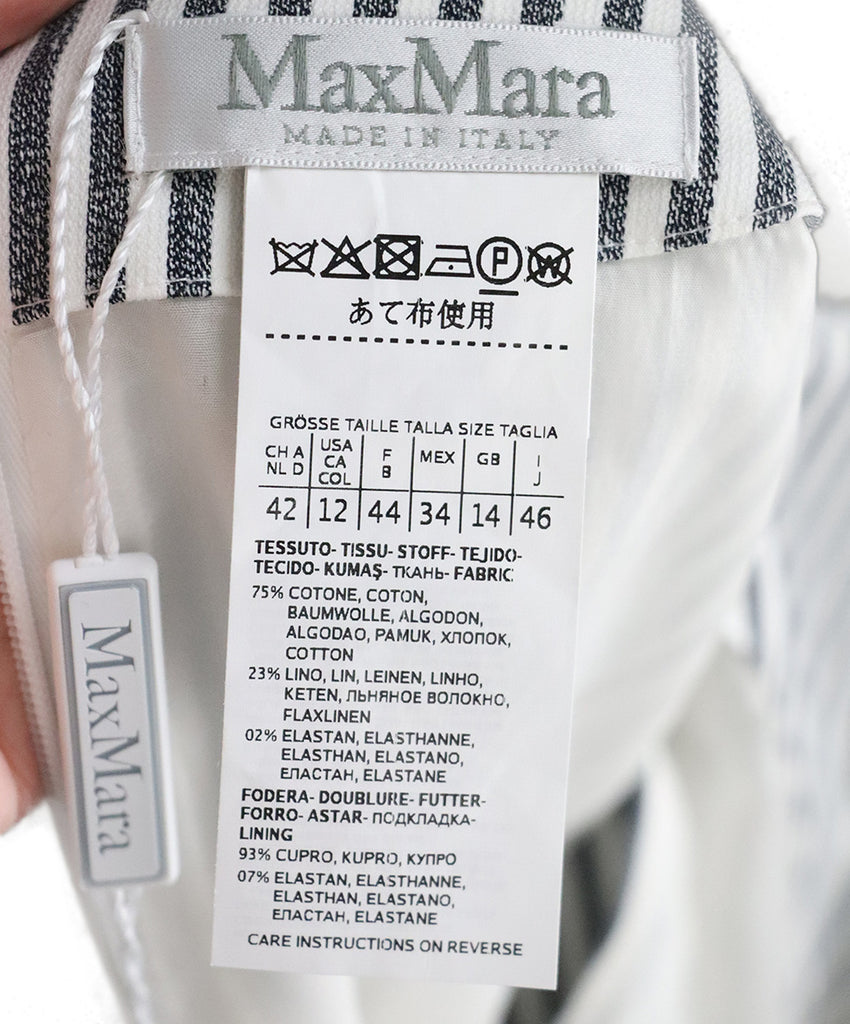 MaxMara
MADE IN ITALY
P W
あて布使用
GRÖSSE TAILLE TALLA SIZE TAGLIA
CH A NL D USA CA COL F B MEX GB I J
42 12 44 34 14 46
TESSUTO- TISSU- STOFF- TEJIDO-
TECIDO- KUMAŞ- ТКАНЬ- FABRIC:
75% COTONE, COTON,
BAUMWOLLE, ALGODON,
ALGODAO, PAMUK, ХЛОПОК,
COTTON
23% LINO, LIN, LEINEN, LINHO,
KETEN, ЛЬНЯНОЕ ВОЛОКНО,
FLAXLINEN
02% ELASTAN, ELASTHANNE,
ELASTHAN, ELASTANO,
ЕПАСТАН, ELASTANE
FODERA- DOUBLURE- FUTTER-
FORRO- ASTAR- ПОДКЛАДКА-
LINING
93% CUPRO, KUPRO, КУПРО
07% ELASTAN, ELASTHANNE,
ELASTHAN, ELASTANO,
ЕПАСТАН, ELASTANE
CARE INSTRUCTIONS ON REVERSE
MaxMara